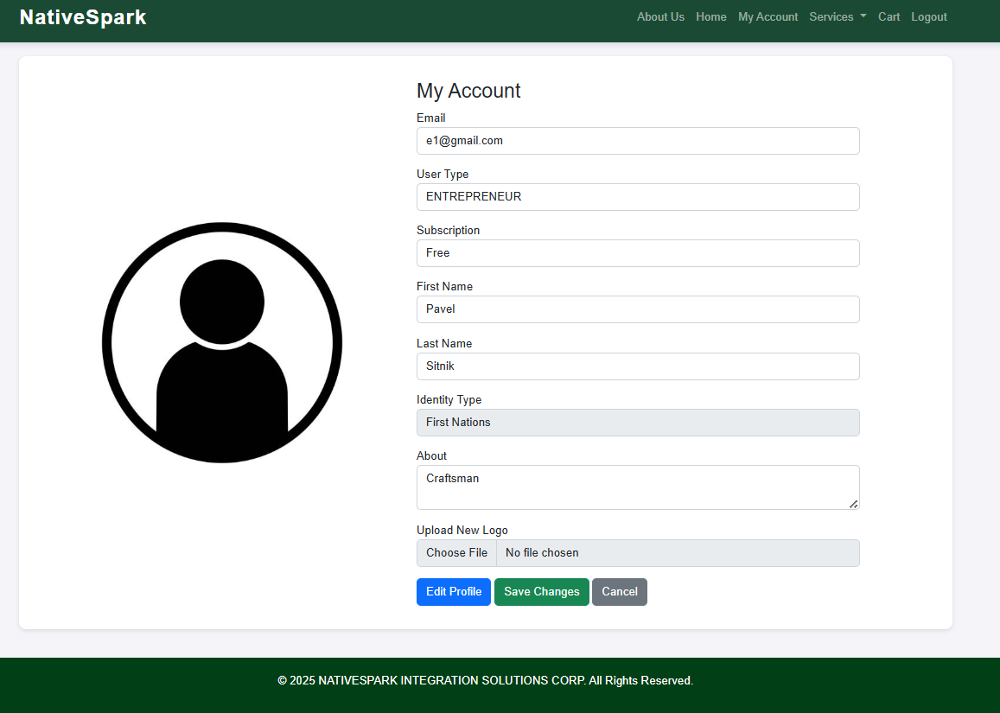 NativeSpark
About Us Home My Account Services Cart Logout
My Account
Email
e1@gmail.com
User Type
ENTREPRENEUR
Subscription
Free
First Name
Pavel
Last Name
Sitnik
Identity Type
First Nations
About
Craftsman
Upload New Logo
Choose File No file chosen
Edit Profile Save Changes Cancel
© 2025 NATIVESPARK INTEGRATION SOLUTIONS CORP. All Rights Reserved.